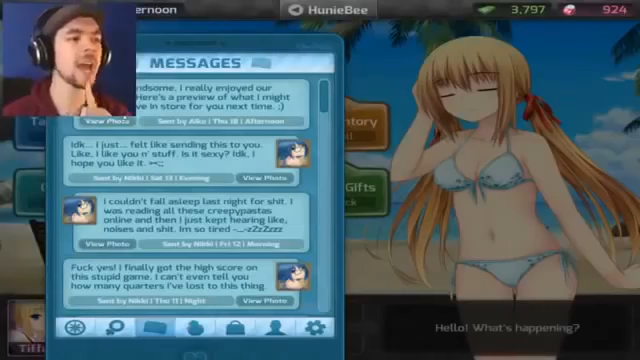 ternoon
HunieBee
3,797
924
MESSAGES
ndsome, I really enjoyed our
Here's a preview of what I might
ve in store for you next time. ;)
View Photo
Sent by Aiko | Thu 18 | Afternoon
Idk... I just... felt like sending this to you.
Like, I like you n' stuff. Is it sexy? Idk, I
hope you like it. ><;;
Sent by Nikki | Sat 13 | Evening
View Photo
I couldn't fall asleep last night for shit. I
was reading all these creepypastas
online and then I just kept hearing like,
noises and shit. Im so tired -...-zZzZzzz
View Photo
Sent by Nikki | Fri 12 | Morning
Fuck yes! I finally got the high score on
this stupid game. I can't even tell you
how many quarters I've lost to this thing.
Sent by Nikki | Thu 11 | Night
View Photo
Ta
ventory
Gifts
Tiff
Hello! What's happening?